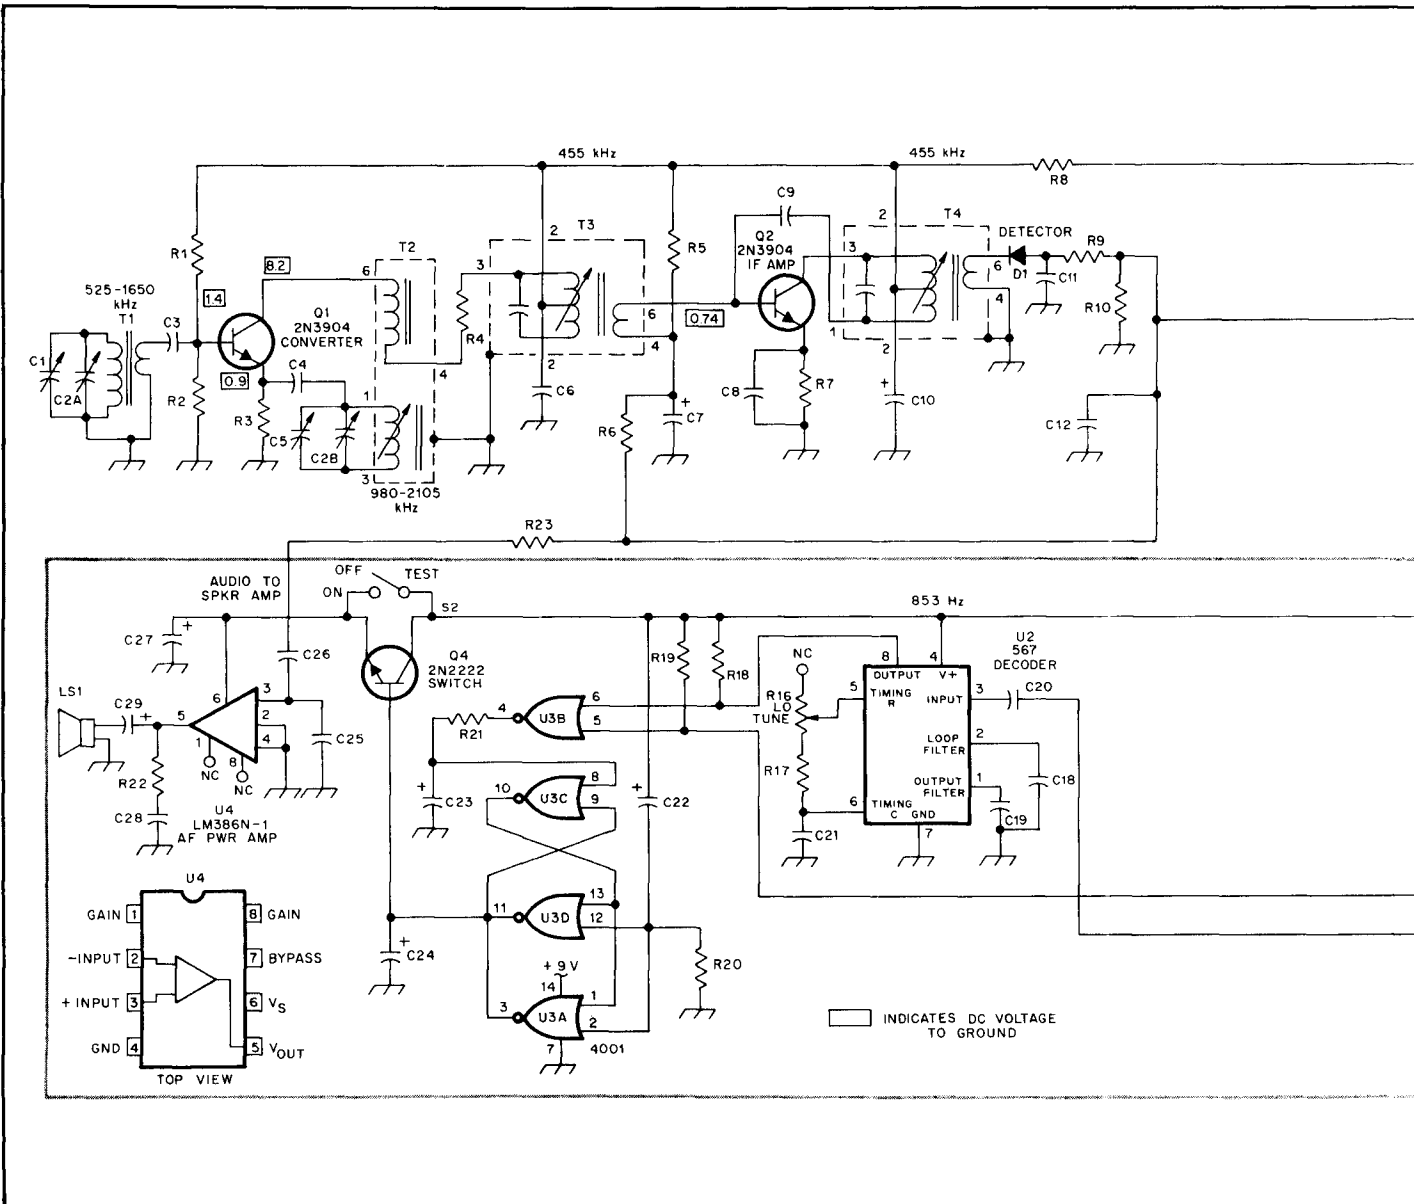 455 kHz
455 kHz
R8
C9
2
T3
2
T4
DETECTOR
R1
8.2
T2
R5
Q2
2N3904
IF AMP
3
R9
6
3
6
D1
C11
525-1650
kHz
T1
1.4
Q1
2N3904
CONVERTER
R4
6
0.74
4
R10
C3
4
1
C1
C2A
0.9
C4
4
2
2
C6
C8
R7
R2
1
C10
+
R3
C5
C2B
R6
+
C7
C12
3
980-2105
kHz
R23
AUDIO TO
SPKR AMP
OFF
TEST
ON
S2
853 Hz
C27
+
C26
Q4
2N2222
SWITCH
R19
R18
NC
U2
567
DECODER
8
4
OUTPUT
V+
LS1
C29
+
5
6
3
2
4
1
8
NC
NC
C25
4
U3B
6
5
R21
R16
LO
TUNE
5
TIMING
R
INPUT
3
C20
LOOP
FILTER
2
R22
C28
U4
LM386N-1
AF PWR AMP
+
C23
10
U3C
8
9
+
C22
R17
6
TIMING
C
GND
7
OUTPUT
FILTER
1
C18
C19
C21
U4
GAIN 1
8 GAIN
-INPUT 2
7 BYPASS
+INPUT 3
6 VS
GND 4
5 VOUT
TOP VIEW
11
U3D
13
12
+
C24
R20
+9V
14
3
U3A
1
2
7
4001
INDICATES DC VOLTAGE
TO GROUND